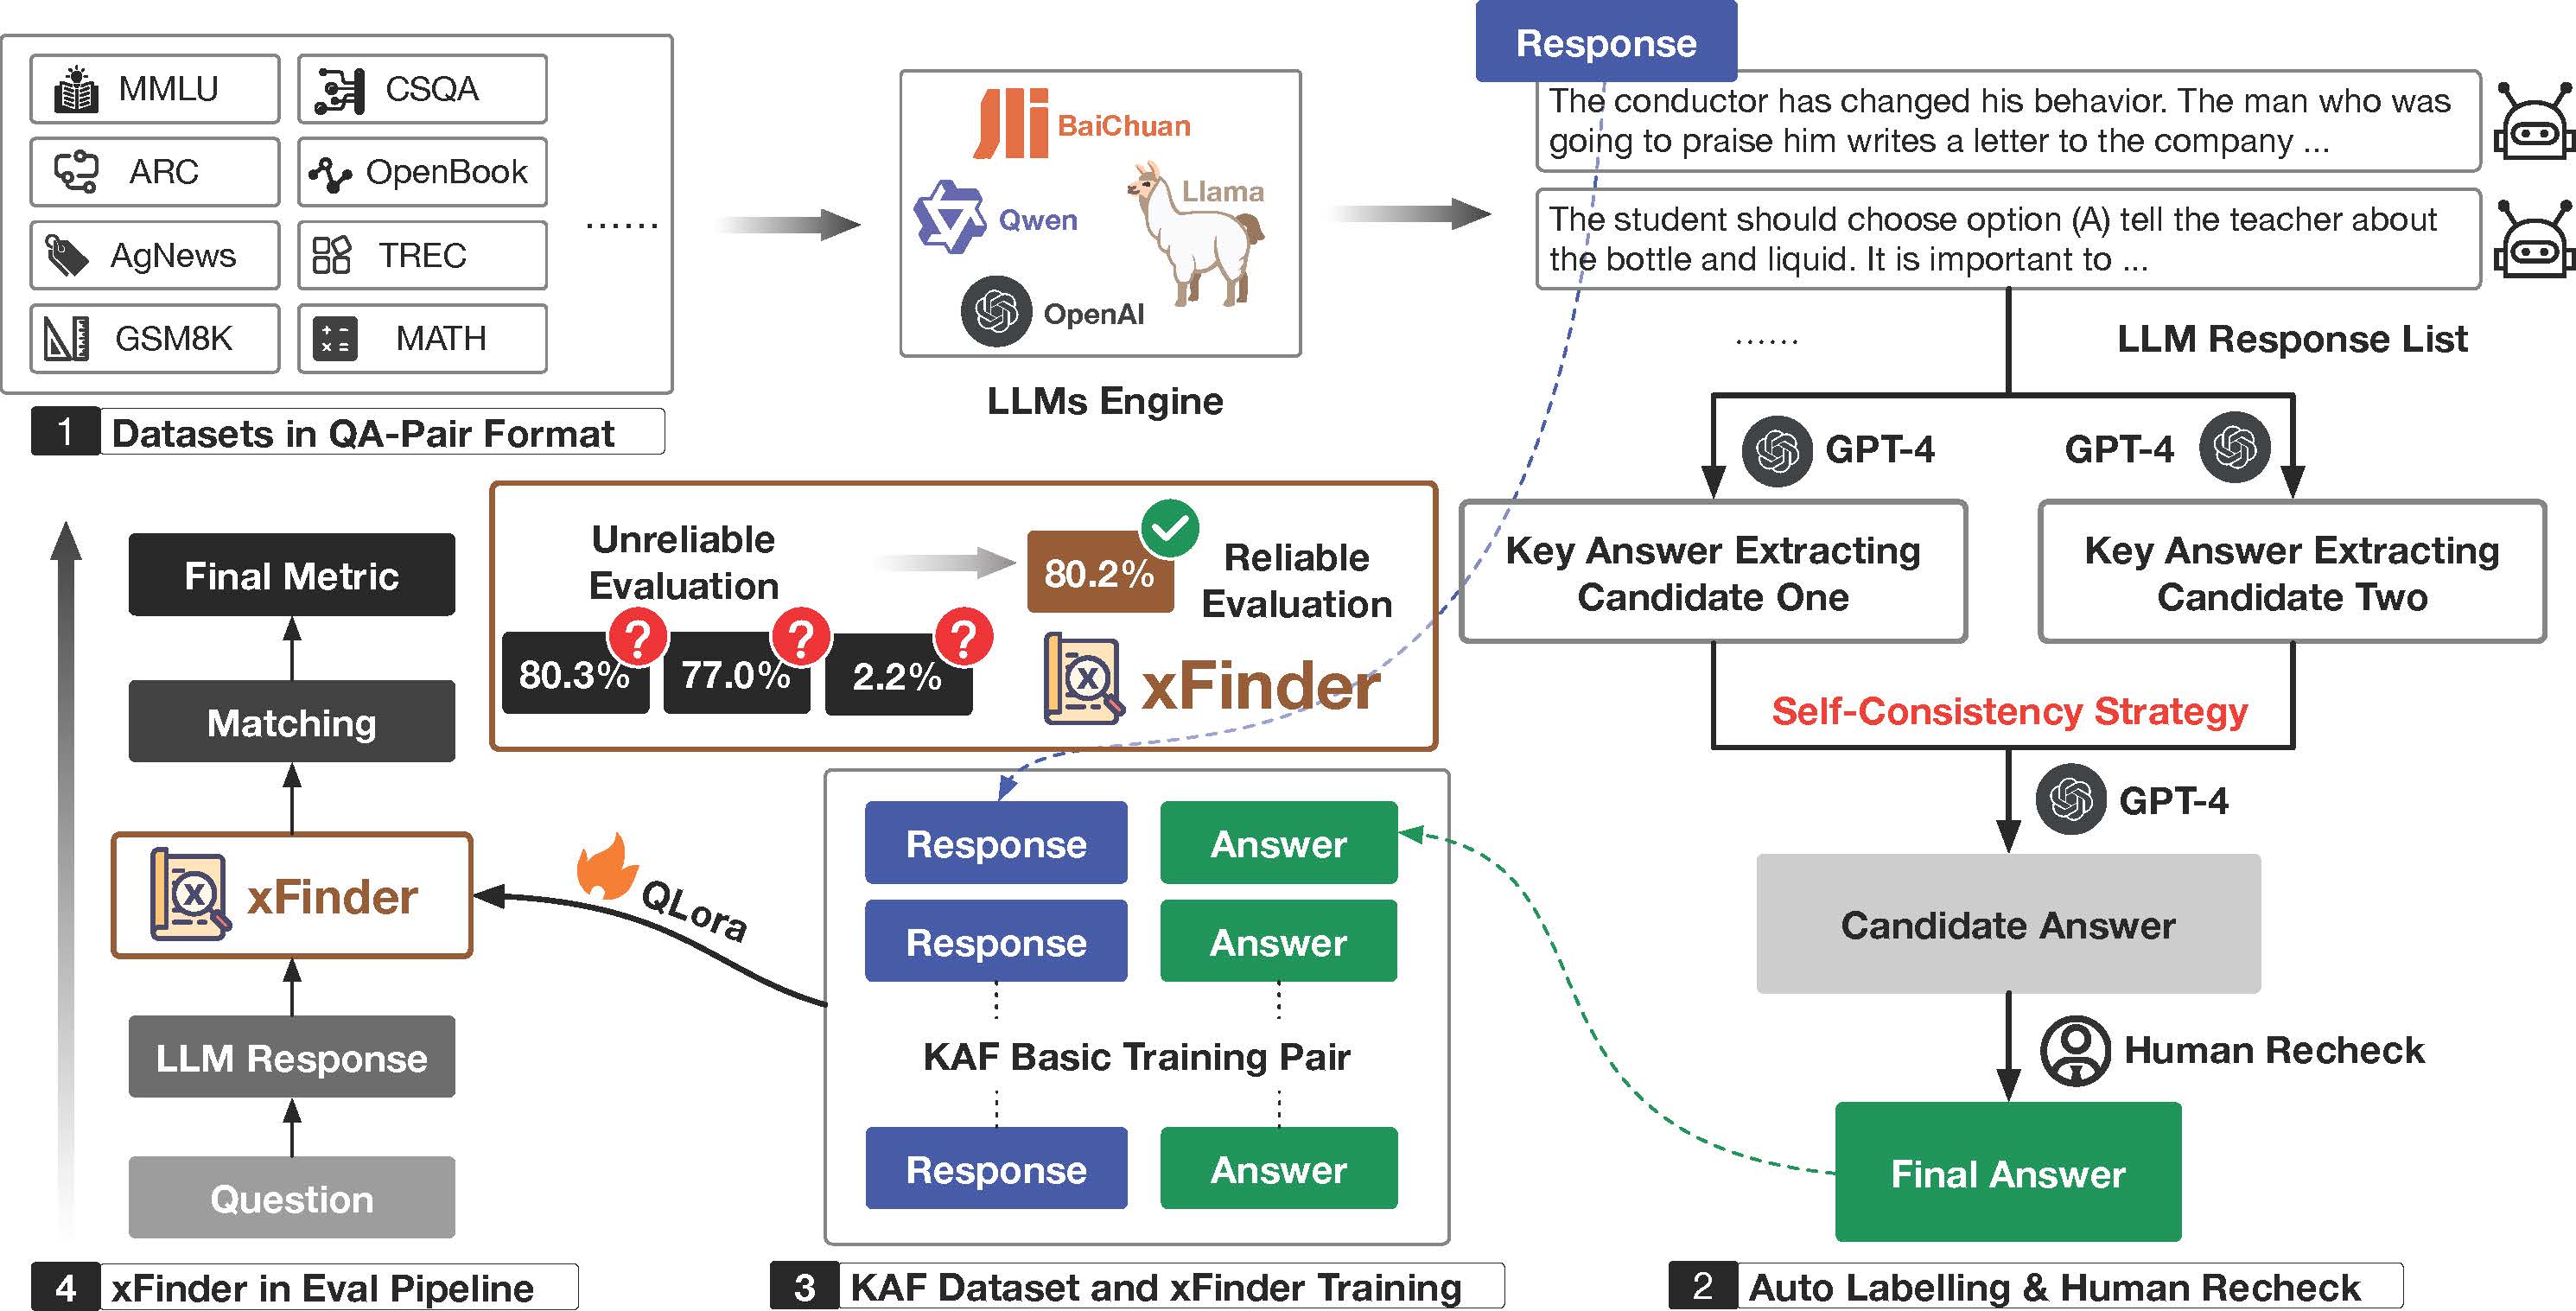 MMLU
CSQA
ARC
OpenBook
AgNews
TREC
GSM8K
MATH
......
1 Datasets in QA-Pair Format
BaiChuan
Qwen
Llama
OpenAI
LLMs Engine
Response
The conductor has changed his behavior. The man who was
going to praise him writes a letter to the company ...
The student should choose option (A) tell the teacher about
the bottle and liquid. It is important to ...
......
LLM Response List
GPT-4
GPT-4
Key Answer Extracting
Candidate One
Key Answer Extracting
Candidate Two
Self-Consistency Strategy
GPT-4
Candidate Answer
Human Recheck
Final Answer
2 Auto Labelling & Human Recheck
Unreliable
Evaluation
80.3%
?
77.0%
?
2.2%
?
80.2%
Reliable
Evaluation
x
xFinder
Response
Answer
Response
Answer
KAF Basic Training Pair
Response
Answer
3 KAF Dataset and xFinder Training
QLora
Final Metric
Matching
x
xFinder
LLM Response
Question
4 xFinder in Eval Pipeline